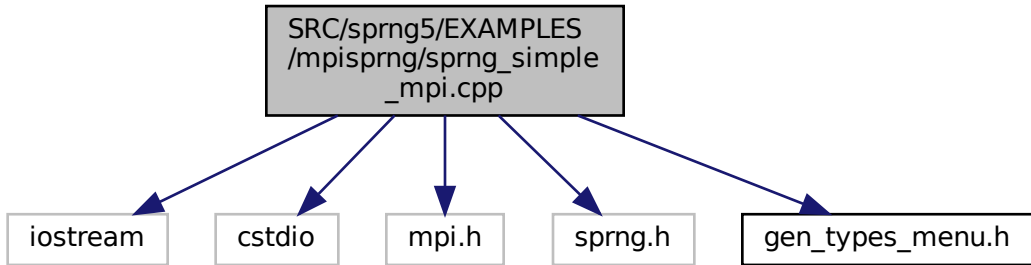 SRC/sprng5/EXAMPLES
/mpisprng/sprng_simple
_mpi.cpp
iostream
cstdio
mpi.h
sprng.h
gen_types_menu.h